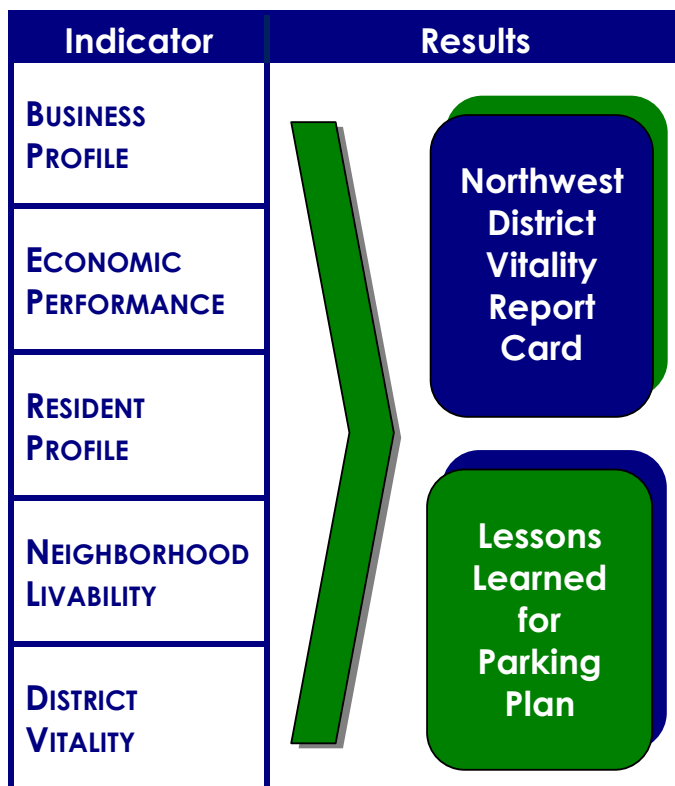 Indicator
Results
BUSINESS
PROFILE
ECONOMIC
PERFORMANCE
RESIDENT
PROFILE
NEIGHBORHOOD
LIVABILITY
DISTRICT
VITALITY
Northwest
District
Vitality
Report
Card
Lessons
Learned
for
Parking
Plan